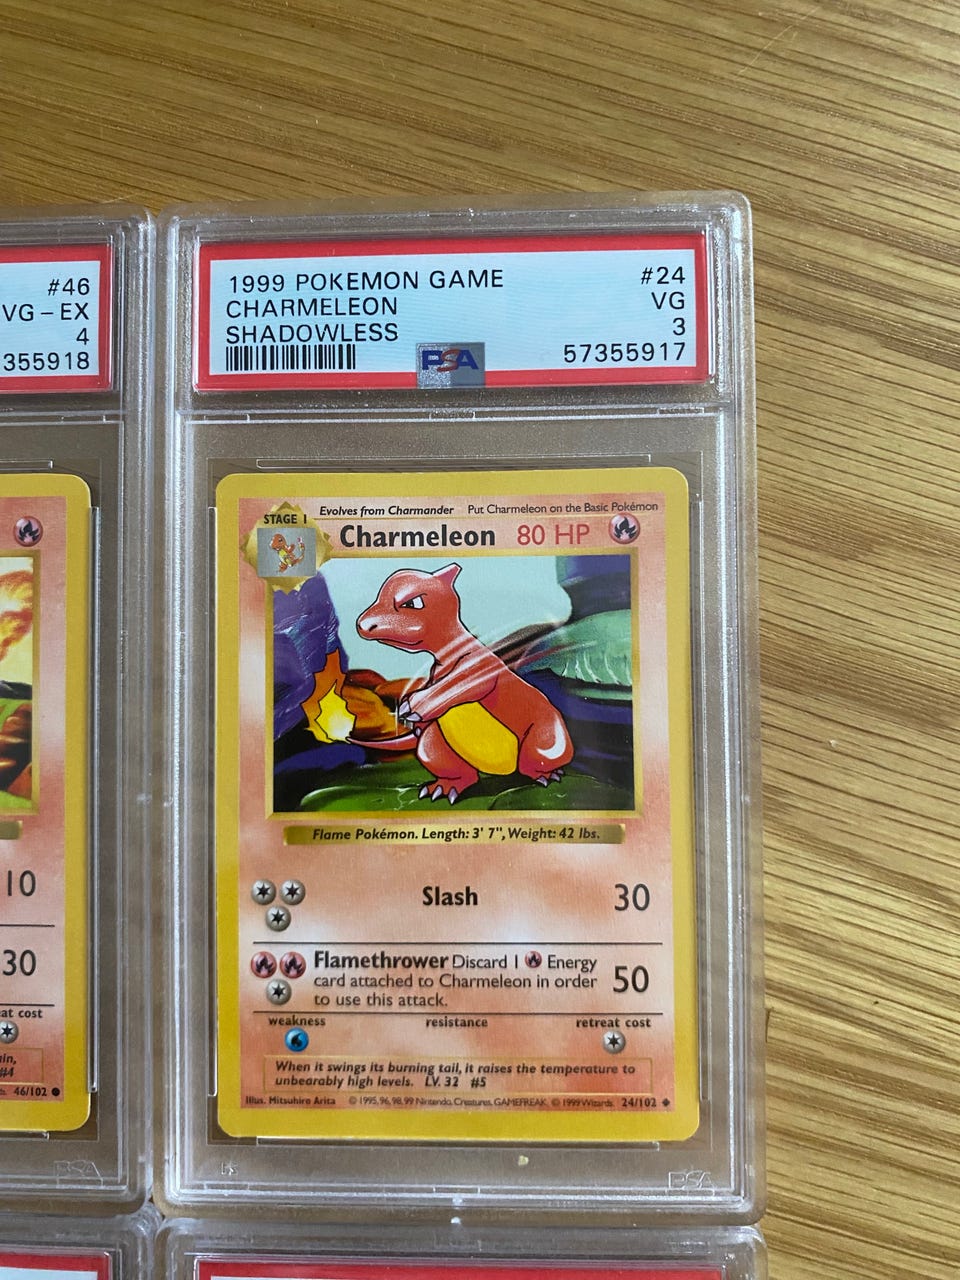 #46
VG-EX
4
355918
10
30
at cost
46/102
1999 POKEMON GAME #24
CHARMELEON VG
SHADOWLESS 3
PSA 57355917
STAGE 1 Evolves from Charmander Put Charmeleon on the Basic Pokémon
Charmeleon 80 HP
Flame Pokémon. Length: 3' 7", Weight: 42 lbs.
Slash 30
Flamethrower Discard 1 Energy
card attached to Charmeleon in order
to use this attack. 50
weakness resistance retreat cost
When it swings its burning tail, it raises the temperature to
unbearably high levels. LV. 32 #5
Illus. Mitsuhiro Arita © 1995, 96, 98, 99 Nintendo, Creatures, GAMEFREAK. © 1999 Wizards. 24/102
PSA
PSA